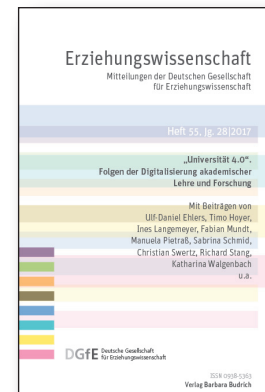 Erziehungswissenschaft
Mitteilungen der Deutschen Gesellschaft
für Erziehungswissenschaft
Heft 55, Jg. 28|2017
„Universität 4.0“.
Folgen der Digitalisierung akademischer
Lehre und Forschung
Mit Beiträgen von
Ulf-Daniel Ehlers, Timo Hoyer,
Ines Langemeyer, Fabian Mundt,
Manuela Pietraß, Sabrina Schmid,
Christian Swertz, Richard Stang,
Katharina Walgenbach
u.a.
DGfE Deutsche Gesellschaft
für Erziehungswissenschaft
ISSN 0938-5363
Verlag Barbara Budrich